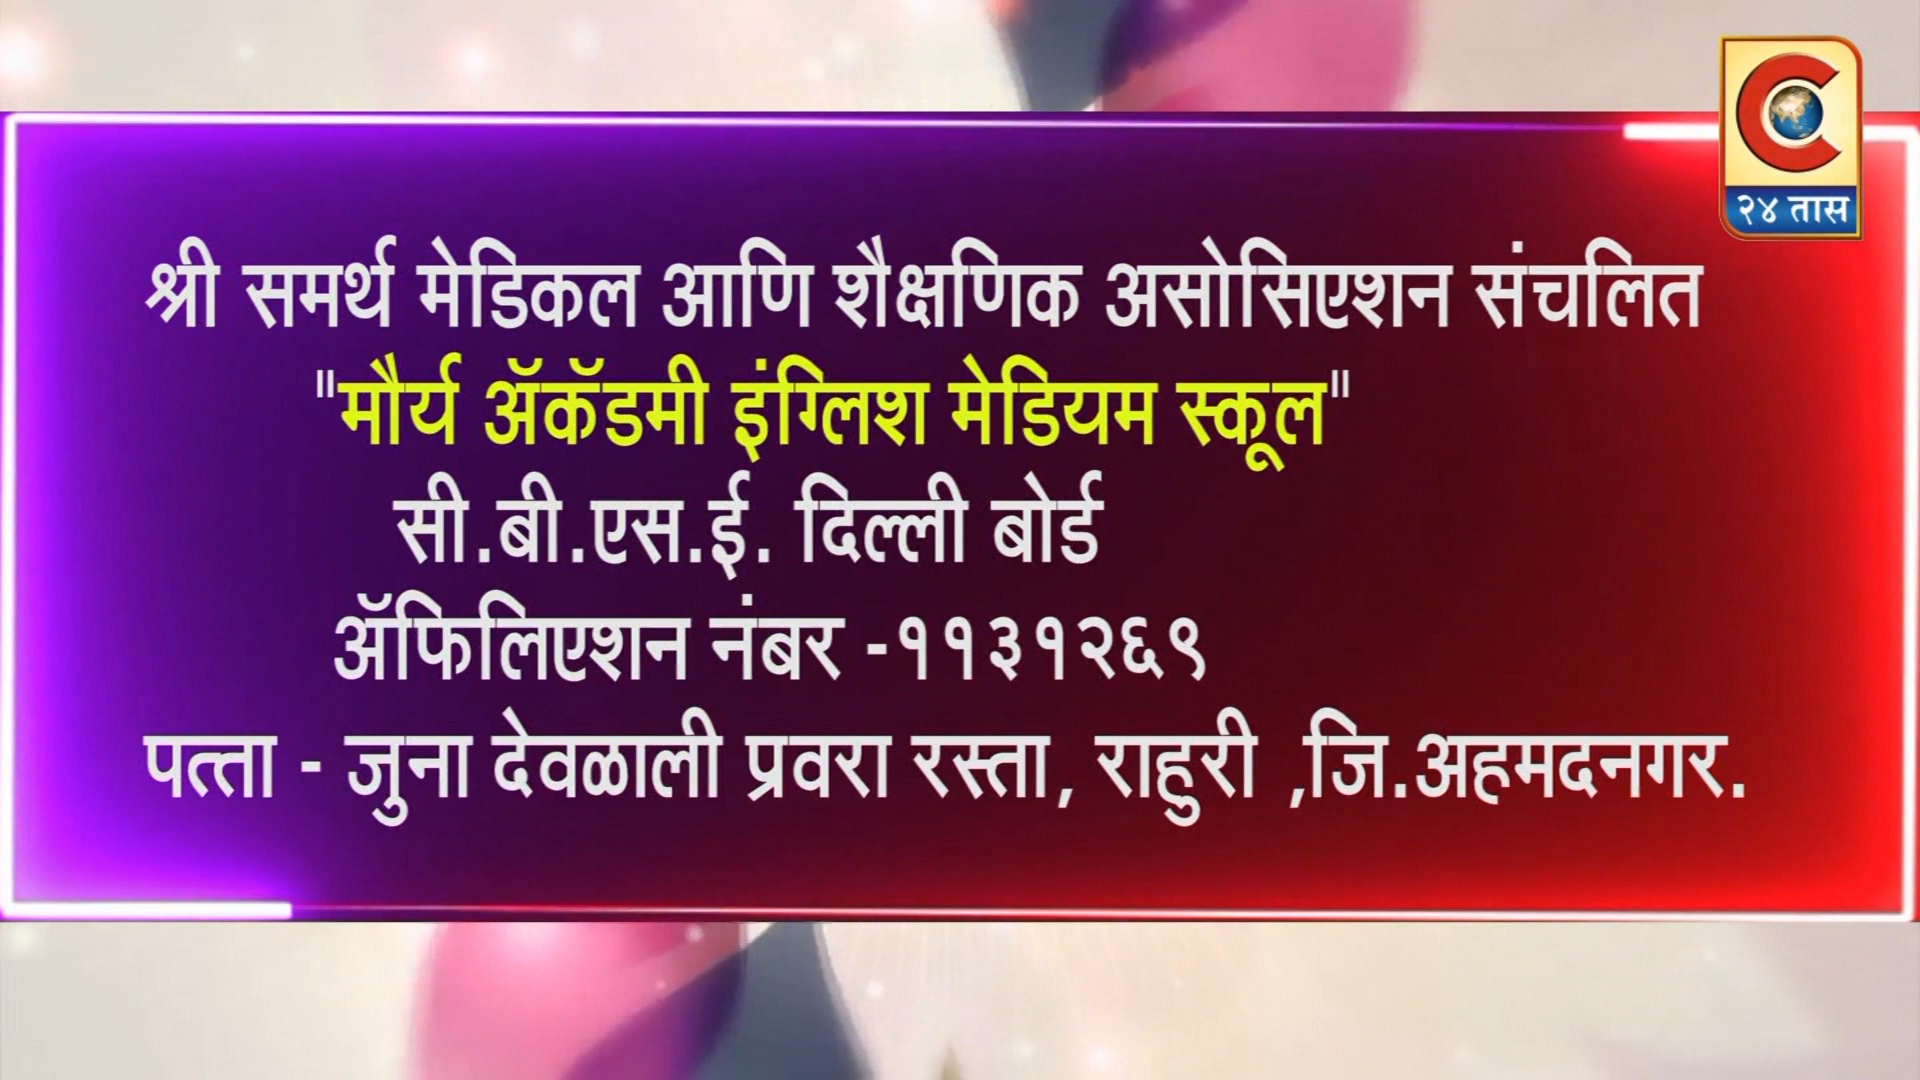 २४ तास
श्री समर्थ मेडिकल आणि शैक्षणिक असोसिएशन संचलित
"मौर्य ॲकॅडमी इंग्लिश मेडियम स्कूल"
सी.बी.एस.ई. दिल्ली बोर्ड
ॲफिलिएशन नंबर -११३१२६९
पत्ता - जुना देवळाली प्रवरा रस्ता, राहुरी ,जि.अहमदनगर.